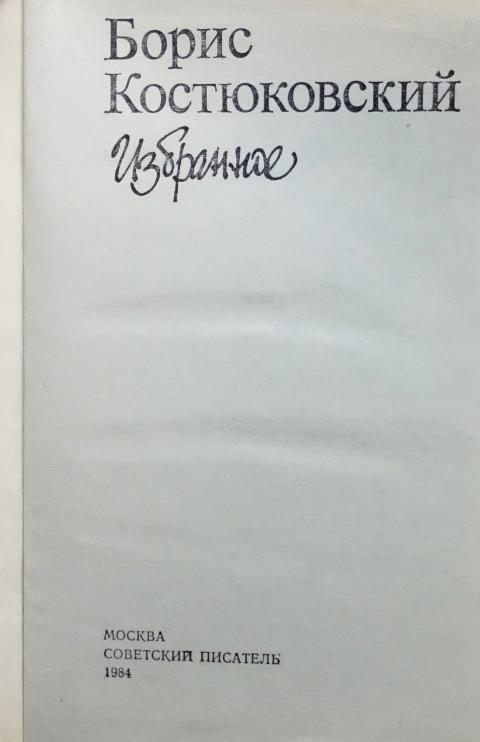 Борис
Костюковский
Избранное
МОСКВА
СОВЕТСКИЙ ПИСАТЕЛЬ
1984